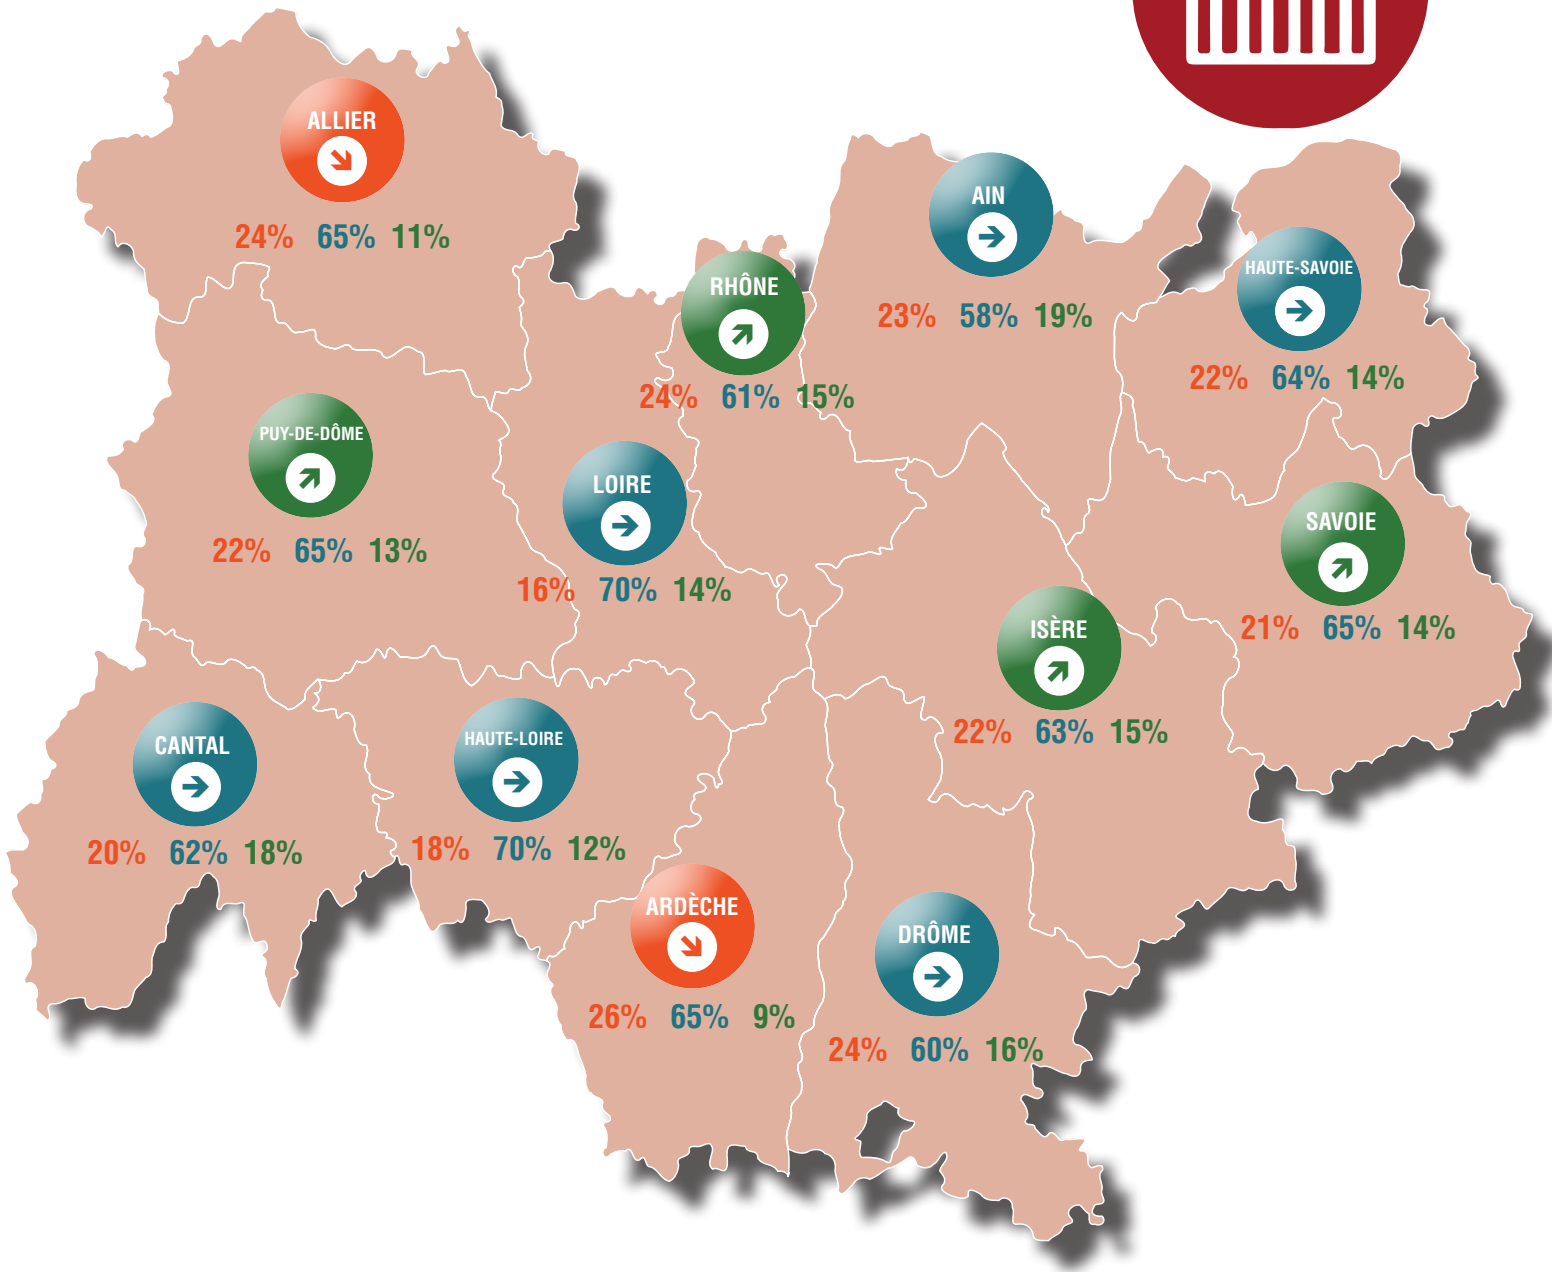 ALLIER
24% 65% 11%
AIN
23% 58% 19%
HAUTE-SAVOIE
22% 64% 14%
RHÔNE
24% 61% 15%
PUY-DE-DÔME
22% 65% 13%
LOIRE
16% 70% 14%
SAVOIE
21% 65% 14%
ISÈRE
22% 63% 15%
CANTAL
20% 62% 18%
HAUTE-LOIRE
18% 70% 12%
ARDÈCHE
26% 65% 9%
DRÔME
24% 60% 16%